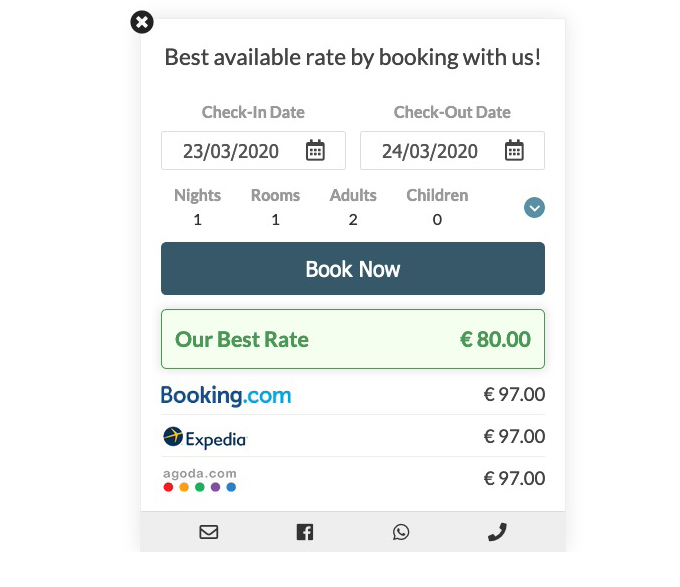 Best available rate by booking with us!
Check-In Date Check-Out Date
23/03/2020 24/03/2020
Nights Rooms Adults Children
1 1 2 0
Book Now
Our Best Rate € 80.00
Booking.com € 97.00
Expedia € 97.00
agoda.com € 97.00